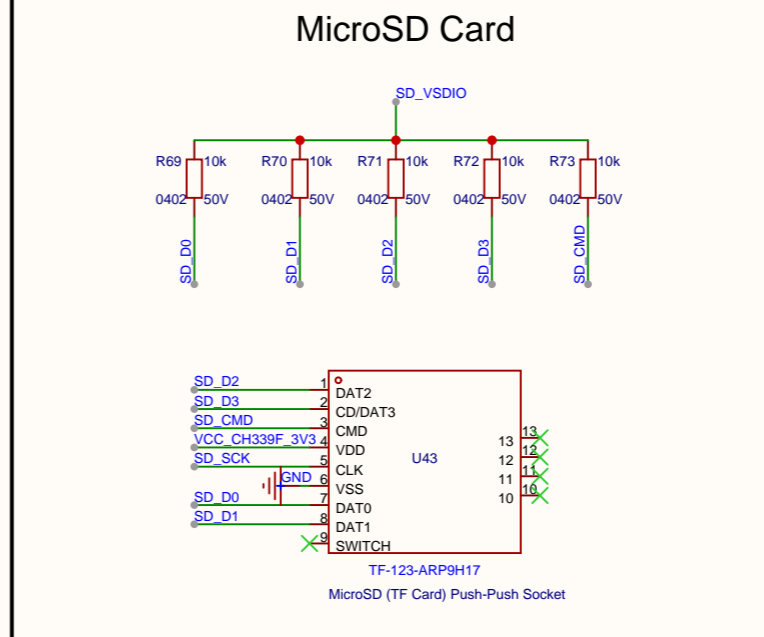 MicroSD Card
SD_VSDIO
R69 10k R70 10k R71 10k R72 10k R73 10k
0402 50V 0402 50V 0402 50V 0402 50V 0402 50V
SD_D0 SD_D1 SD_D2 SD_D3 SD_CMD
SD_D2 1 DAT2
SD_D3 2 CD/DAT3
SD_CMD 3 CMD 13 13
VCC_CH339F_3V3 4 VDD U43 12 12
SD_SCK 5 CLK 11 11
GND 6 VSS 10 10
SD_D0 7 DAT0
SD_D1 8 DAT1
9 SWITCH
TF-123-ARP9H17
MicroSD (TF Card) Push-Push Socket